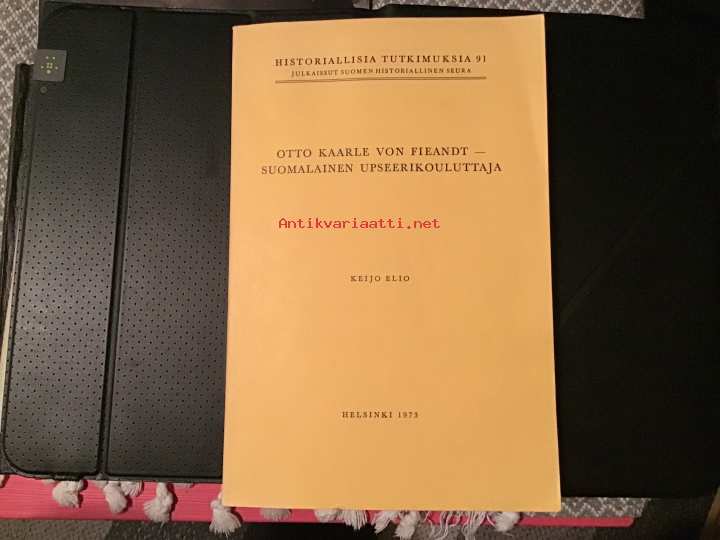 HISTORIALLISIA TUTKIMUKSIA 91
JULKAISSUT SUOMEN HISTORIALLINEN SEURA
OTTO KAARLE VON FIEANDT —
SUOMALAINEN UPSEERIKOULUTTAJA
Antikvariaatti.net
KEIJO ELIO
HELSINKI 1973